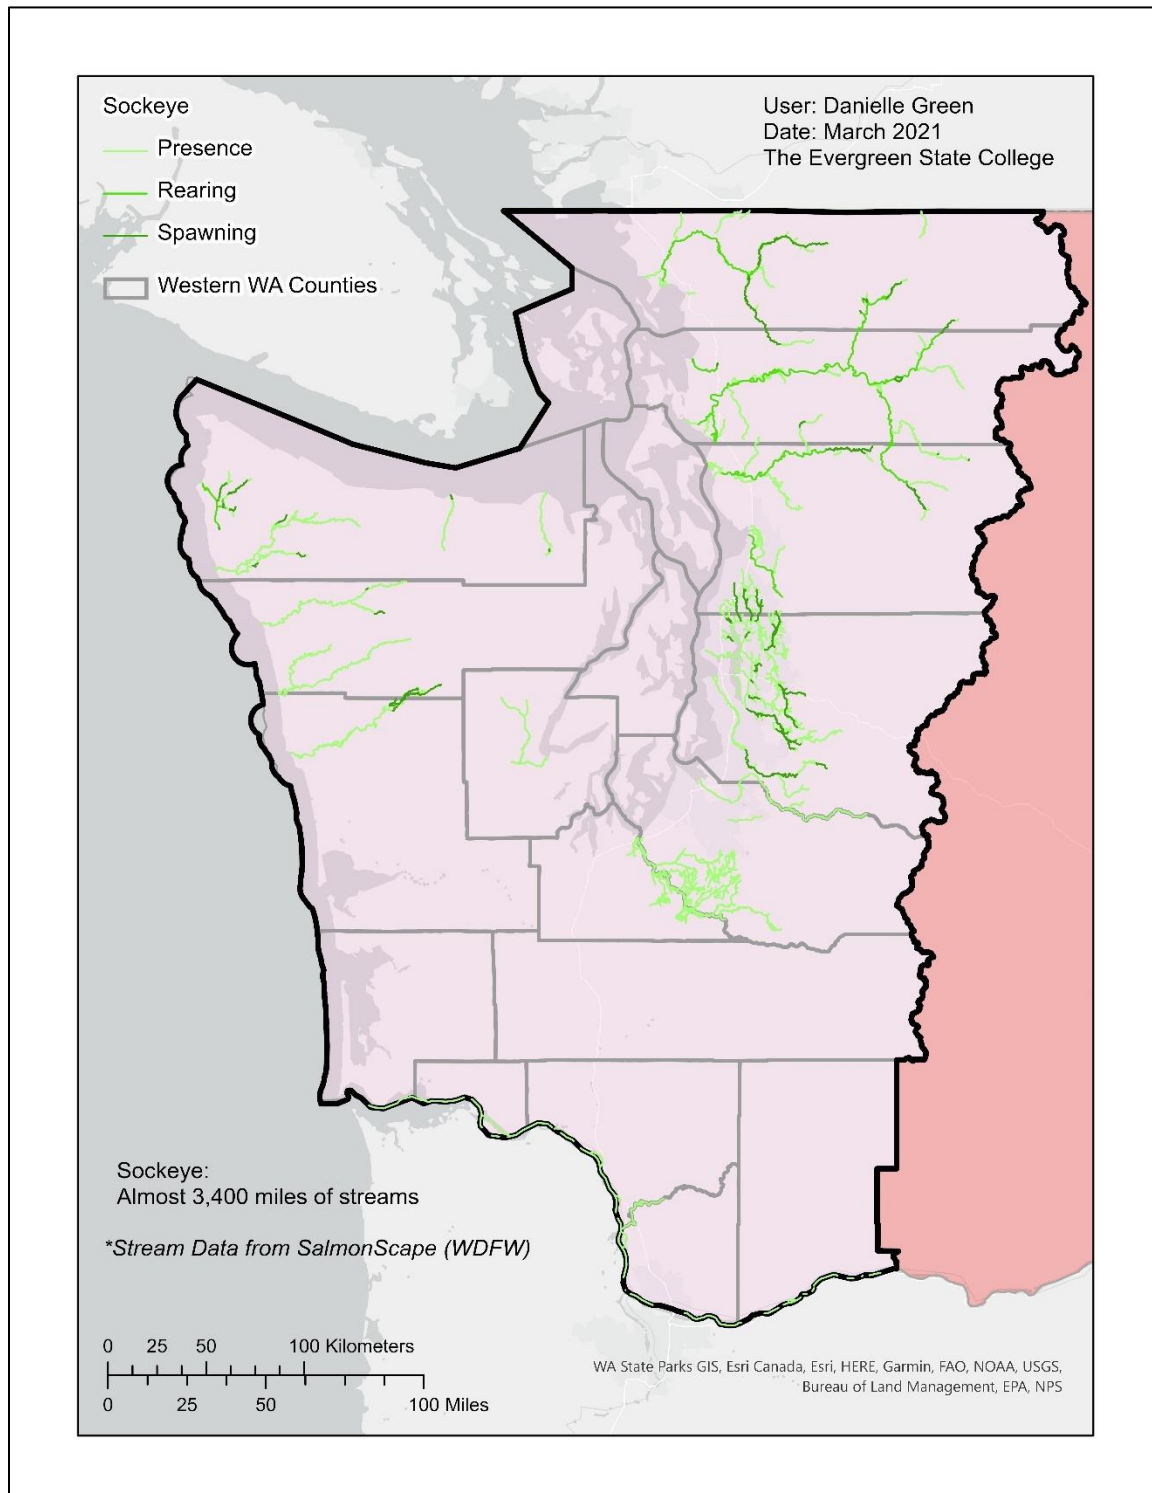 Sockeye
Presence
Rearing
Spawning
Western WA Counties
User: Danielle Green
Date: March 2021
The Evergreen State College
Sockeye:
Almost 3,400 miles of streams
*Stream Data from SalmonScape (WDFW)
0 25 50 100 Kilometers
0 25 50 100 Miles
WA State Parks GIS, Esri Canada, Esri, HERE, Garmin, FAO, NOAA, USGS,
Bureau of Land Management, EPA, NPS